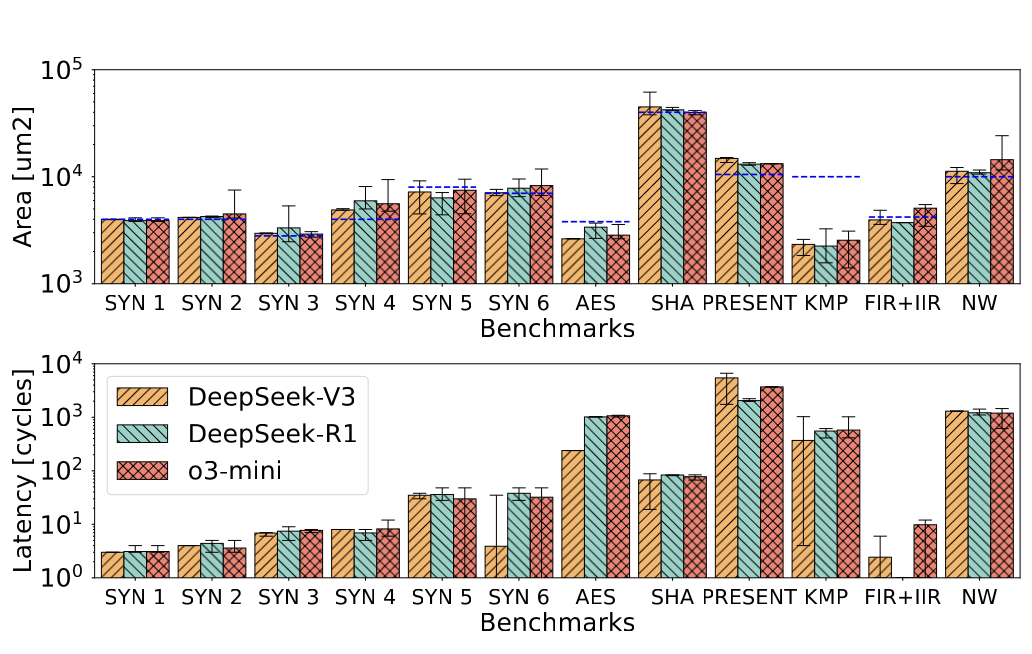 Area [um2]
10^5
10^4
10^3
SYN 1 SYN 2 SYN 3 SYN 4 SYN 5 SYN 6 AES SHA PRESENT KMP FIR+IIR NW
Benchmarks
Latency [cycles]
10^4
10^3
10^2
10^1
10^0
DeepSeek-V3
DeepSeek-R1
o3-mini
SYN 1 SYN 2 SYN 3 SYN 4 SYN 5 SYN 6 AES SHA PRESENT KMP FIR+IIR NW
Benchmarks